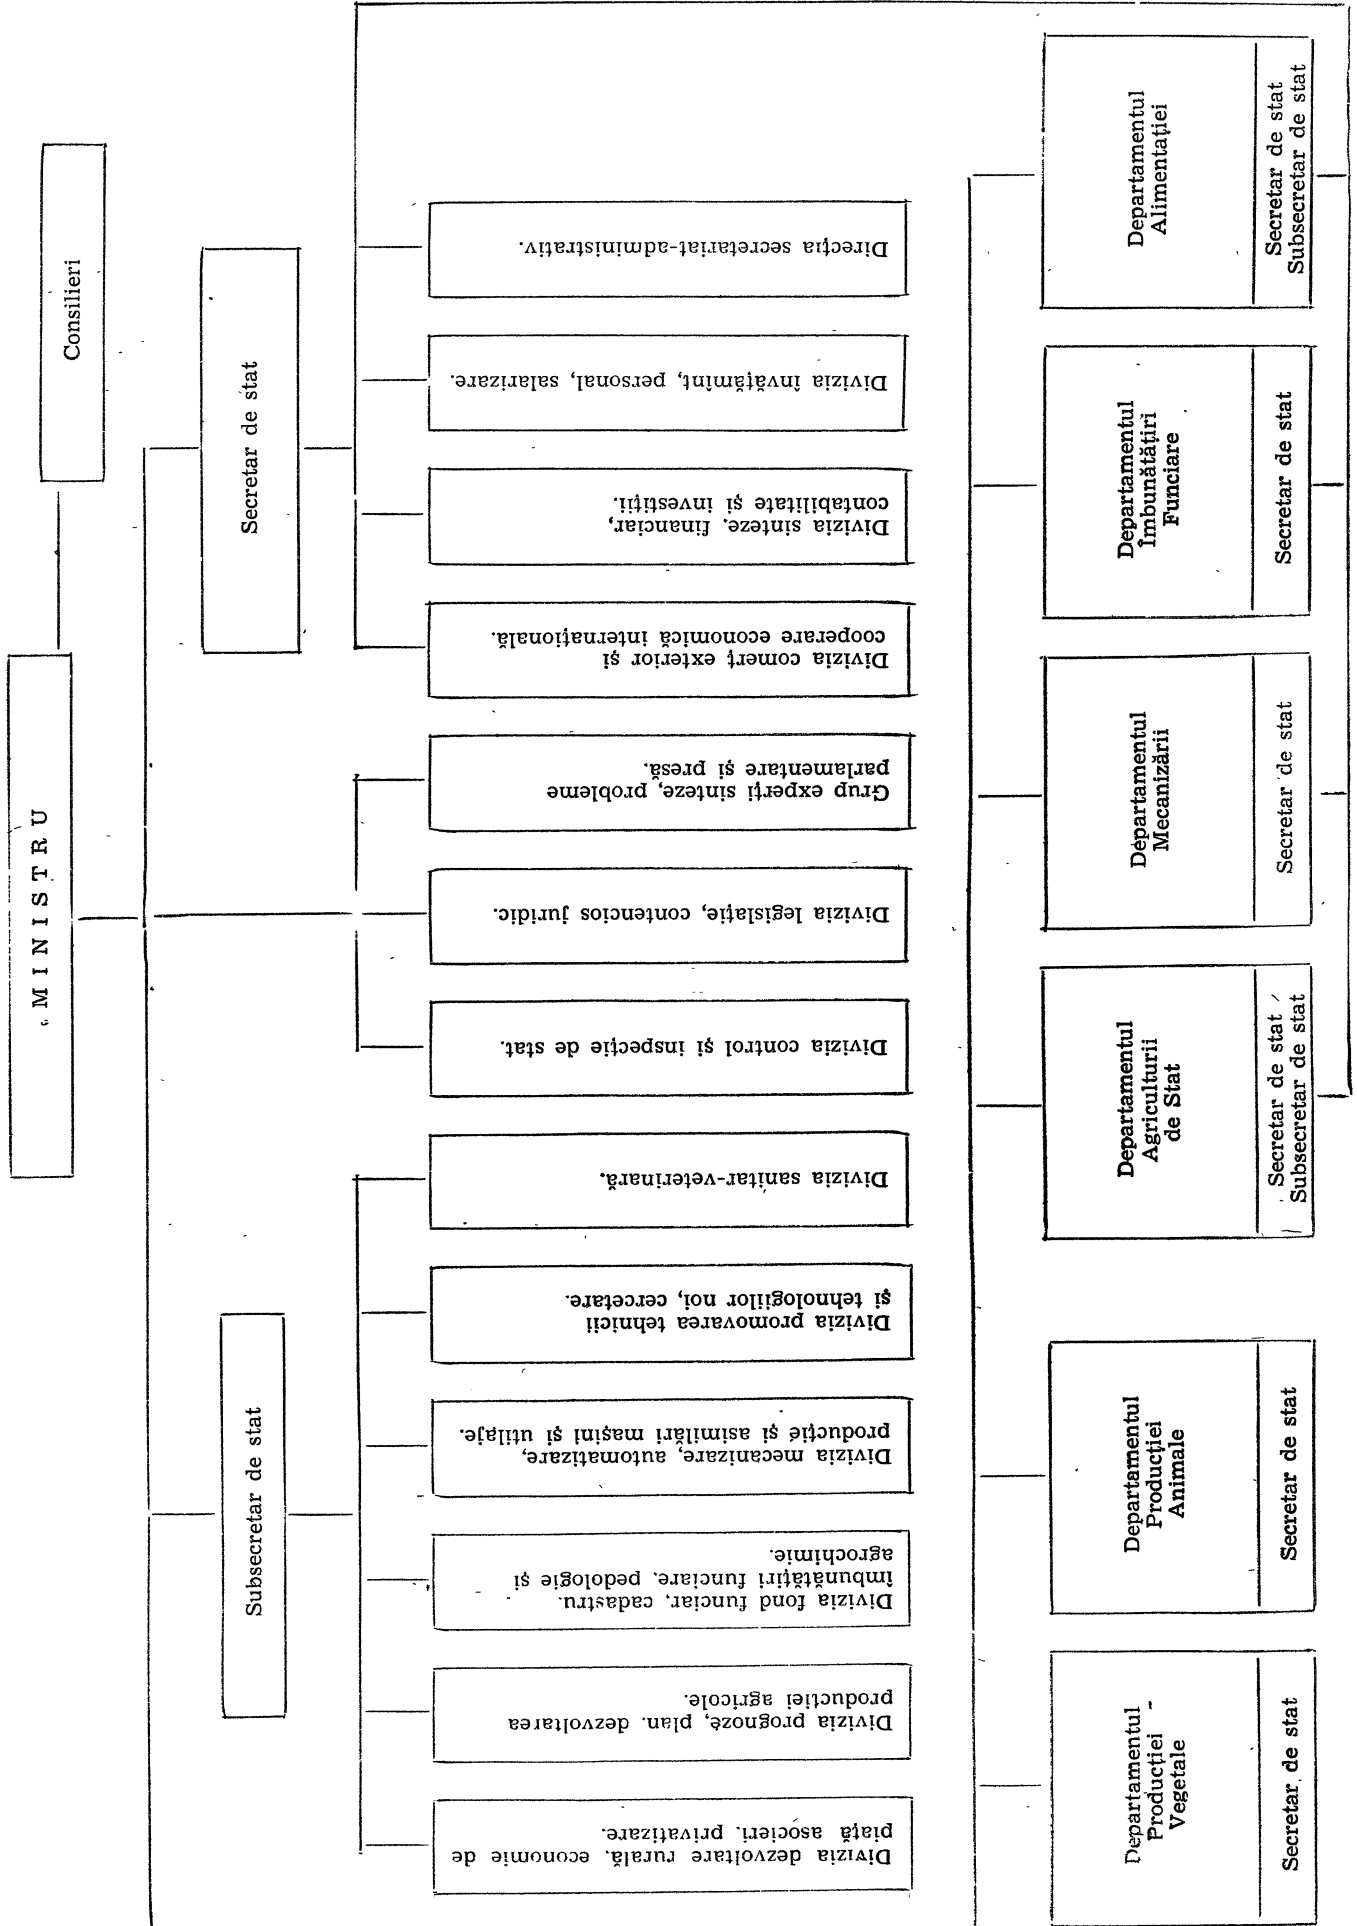 MINISTRU
Consilieri
Subsecretar de stat
Secretar de stat
Divizia dezvoltare rurală, economie de
piață asocieri, privatizare.
Divizia prognoze, plan, dezvoltarea
producției agricole.
Divizia fond funciar, cadastru,
îmbunătățiri funciare, pedologie și
agrochimie.
Divizia mecanizare, automatizare,
producție și asimilări mașini și utilaje.
Divizia promovarea tehnicii
și tehnologiilor noi, cercetare.
Divizia sanitar-veterinară.
Divizia control și inspecție de stat.
Divizia legislație, contencios juridic.
Grup experți sinteze, probleme
parlamentare și presă.
Divizia comerț exterior și
cooperare economică internațională.
Divizia sinteze, financiar,
contabilitate și investiții.
Divizia învățămînt, personal, salarizare.
Direcția secretariat-administrativ.
Departamentul
Producției
Vegetale
Secretar de stat
Departamentul
Producției
Animale
Secretar de stat
Departamentul
Agriculturii
de Stat
Secretar de stat
Subsecretar de stat
Departamentul
Mecanizării
Secretar de stat
Departamentul
Îmbunătățiri
Funciare
Secretar de stat
Departamentul
Alimentației
Secretar de stat
Subsecretar de stat